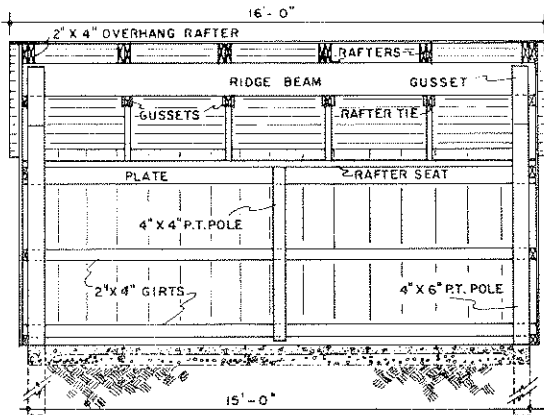 16'-0"
2" X 4" OVERHANG RAFTER
RAFTERS
RIDGE BEAM
GUSSET
GUSSETS
RAFTER TIE
PLATE
RAFTER SEAT
4" X 4" P.T. POLE
2" X 4" GIRTS
4" X 6" P.T. POLE
15'-0"